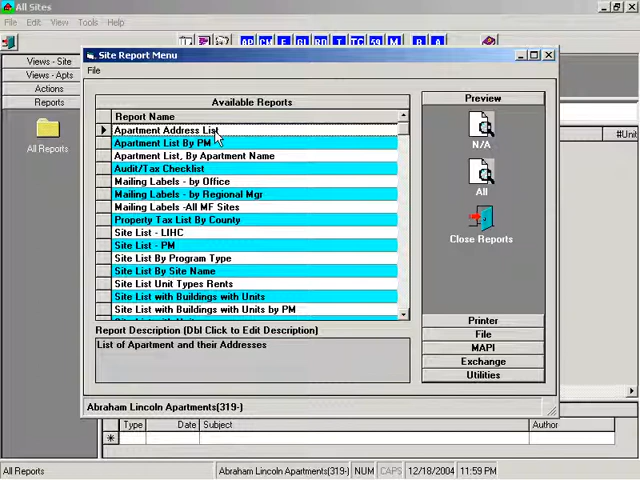 All Sites
File Edit View Tools Help
Views - Site
Views - Apts
Actions
Reports
All Reports
Site Report Menu
File
Available Reports
Report Name
Apartment Address List
Apartment List By PM
Apartment List, By Apartment Name
Audit/Tax Checklist
Mailing Labels - by Office
Mailing Labels - by Regional Mgr
Mailing Labels -All MF Sites
Property Tax List By County
Site List - LIHC
Site List - PM
Site List By Program Type
Site List By Site Name
Site List Unit Types Rents
Site List with Buildings with Units
Site List with Buildings with Units by PM
Report Description (Dbl Click to Edit Description)
List of Apartment and their Addresses
Preview
N/A
All
Close Reports
Printer
File
MAPI
Exchange
Utilities
Abraham Lincoln Apartments(319-)
#Unit
Type Date Subject Author
All Reports Abraham Lincoln Apartments(319-) NUM CAPS 12/18/2004 11:59 PM